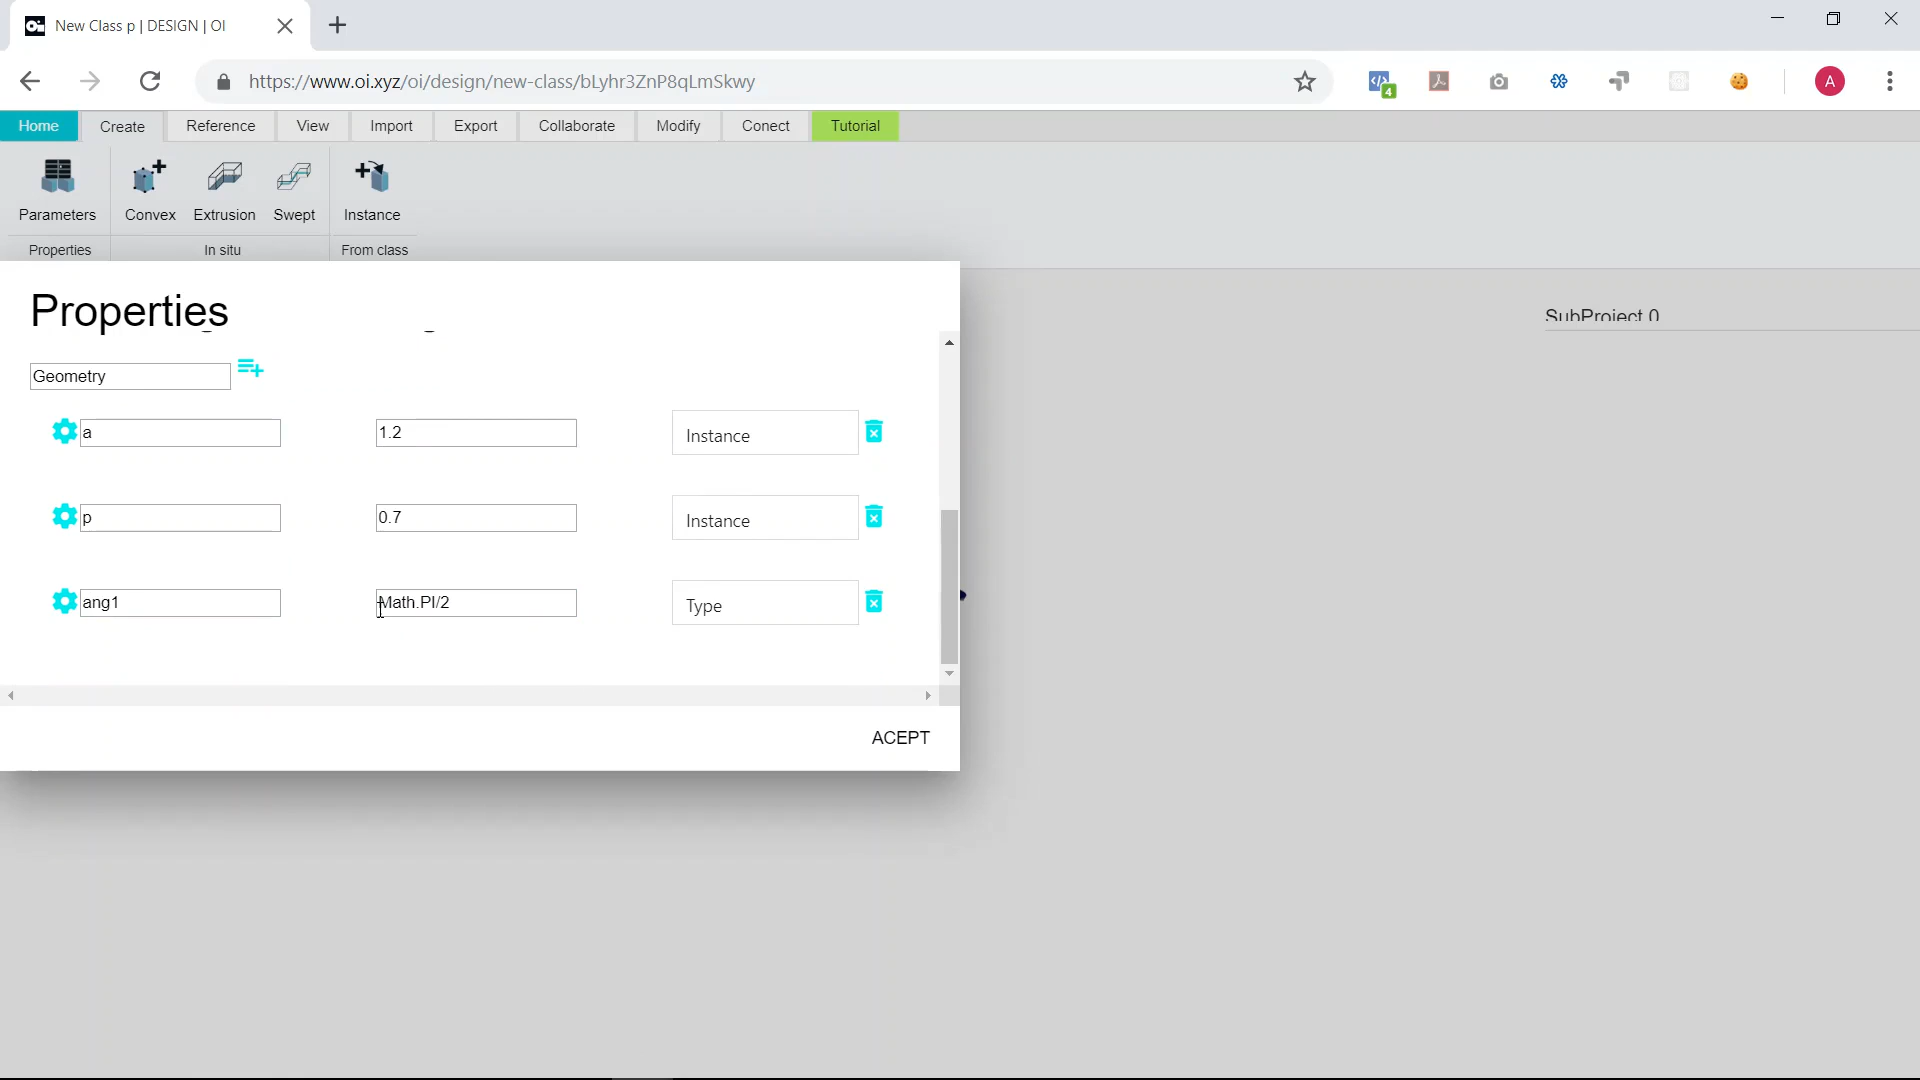 New Class p | DESIGN | OI
https://www.oi.xyz/oi/design/new-class/bLyhr3ZnP8qLmSkwy
4
A
Home Create Reference View Import Export Collaborate Modify Conect Tutorial
Parameters Convex Extrusion Swept Instance
Properties In situ From class
Properties
SubProject 0
Geometry
a 1.2 Instance
p 0.7 Instance
ang1 Math.PI/2 Type
ACEPT